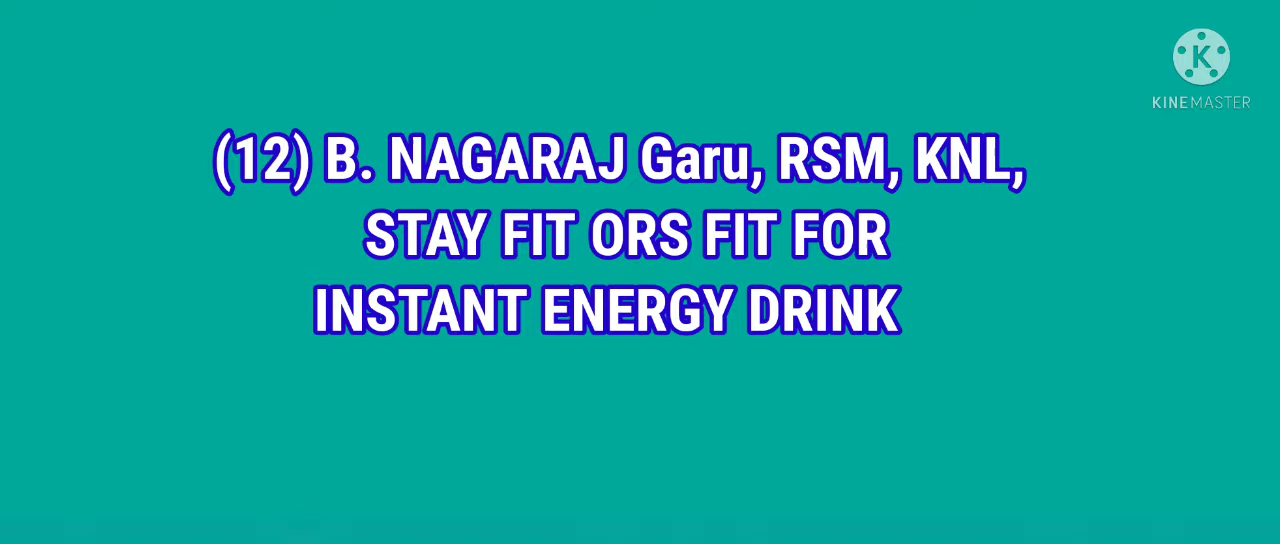 K
KINEMASTER
(12) B. NAGARAJ Garu, RSM, KNL,
STAY FIT ORS FIT FOR
INSTANT ENERGY DRINK